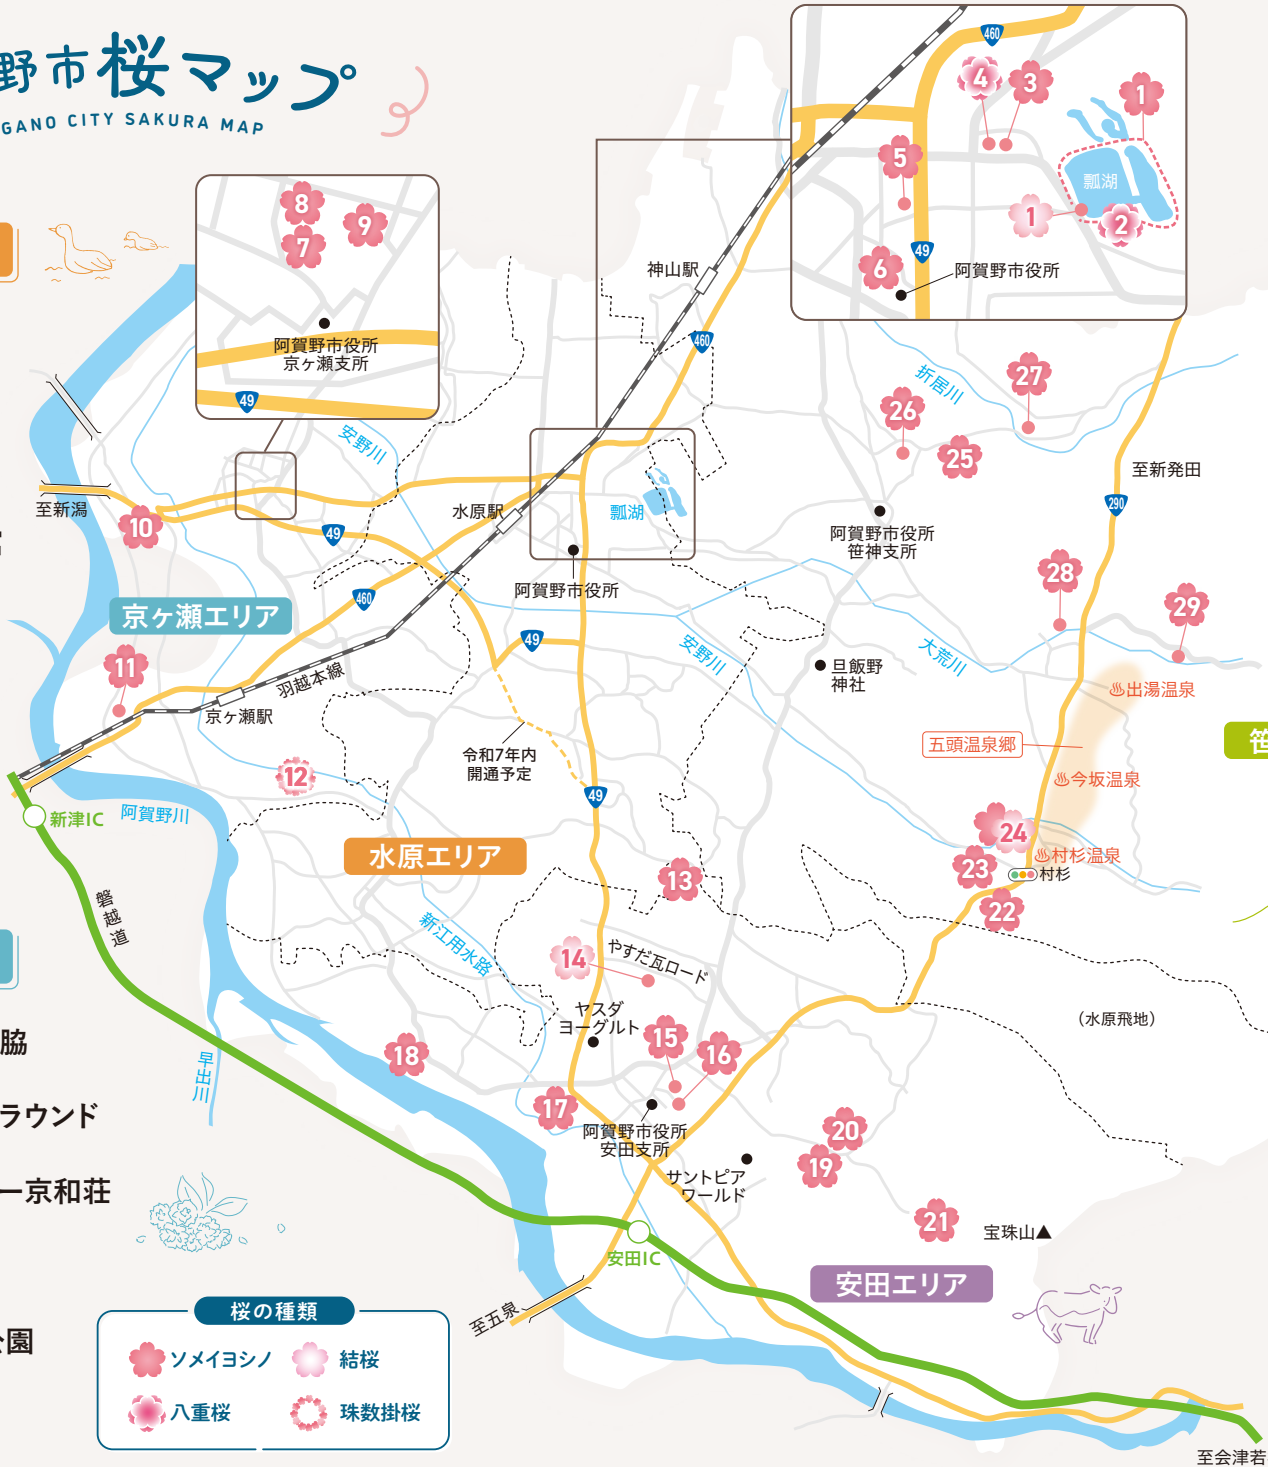 野市桜マップ
GANO CITY SAKURA MAP
460
4
3
1
5
瓢湖
1
2
49
6
阿賀野市役所
8
9
7
阿賀野市役所
京ヶ瀬支所
49
神山駅
460
折居川
27
26
25
安野川
至新発田
290
至新潟
10
水原駅
瓢湖
49
阿賀野市役所
笹神支所
阿賀野市役所
28
29
460
京ヶ瀬エリア
49
安野川
大荒川
旦飯野
神社
11
羽越本線
京ヶ瀬駅
出湯温泉
五頭温泉郷
笹
令和7年内
開通予定
12
今坂温泉
49
新津IC
阿賀野川
24
水原エリア
村杉温泉
村杉
23
13
22
磐越道
新江用水路
14
やすだ瓦ロード
ヤスダ
ヨーグルト
(水原飛地)
脇
15
16
18
早出川
17
ラウンド
阿賀野市役所
安田支所
20
19
サントピア
ワールド
ー京和荘
21
宝珠山▲
安田IC
安田エリア
至五泉
桜の種類
ソメイヨシノ
結桜
八重桜
珠数掛桜
公園
至会津若